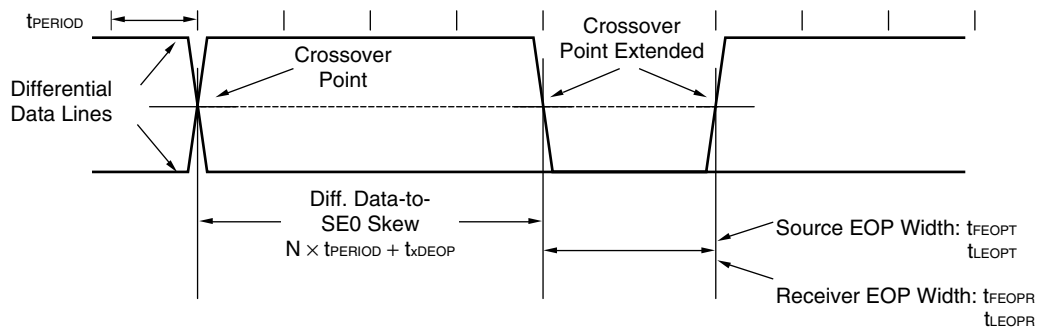 tPERIOD
Differential
Data Lines
Crossover
Point
Crossover
Point Extended
Diff. Data-to-
SE0 Skew
N × tPERIOD + txDEOP
Source EOP Width: tFEOPT
tLEOPT
Receiver EOP Width: tFEOPR
tLEOPR